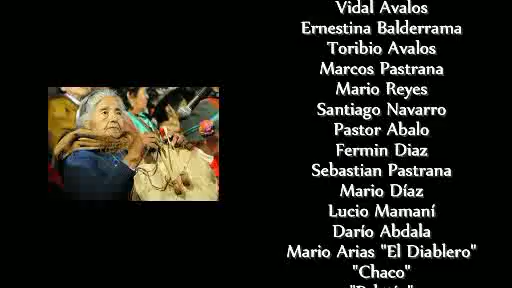 Vidal Avalos
Ernestina Balderrama
Toribio Avalos
Marcos Pastrana
Mario Reyes
Santiago Navarro
Pastor Abalo
Fermin Diaz
Sebastian Pastrana
Mario Díaz
Lucio Mamaní
Darío Abdala
Mario Arias "El Diablero"
"Chaco"